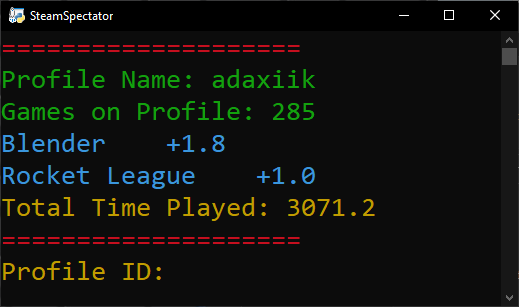 SteamSpectator
====================
Profile Name: adaxiik
Games on Profile: 285
Blender    +1.8
Rocket League    +1.0
Total Time Played: 3071.2
====================
Profile ID: